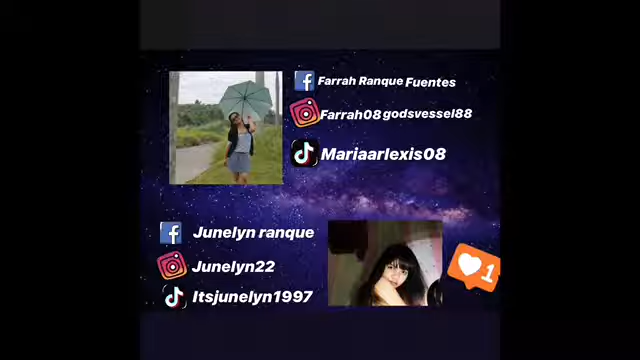 Farrah Ranque Fuentes
Farrah08godsvessel88
Mariaarlexis08
Junelyn ranque
Junelyn22
Itsjunelyn1997
1